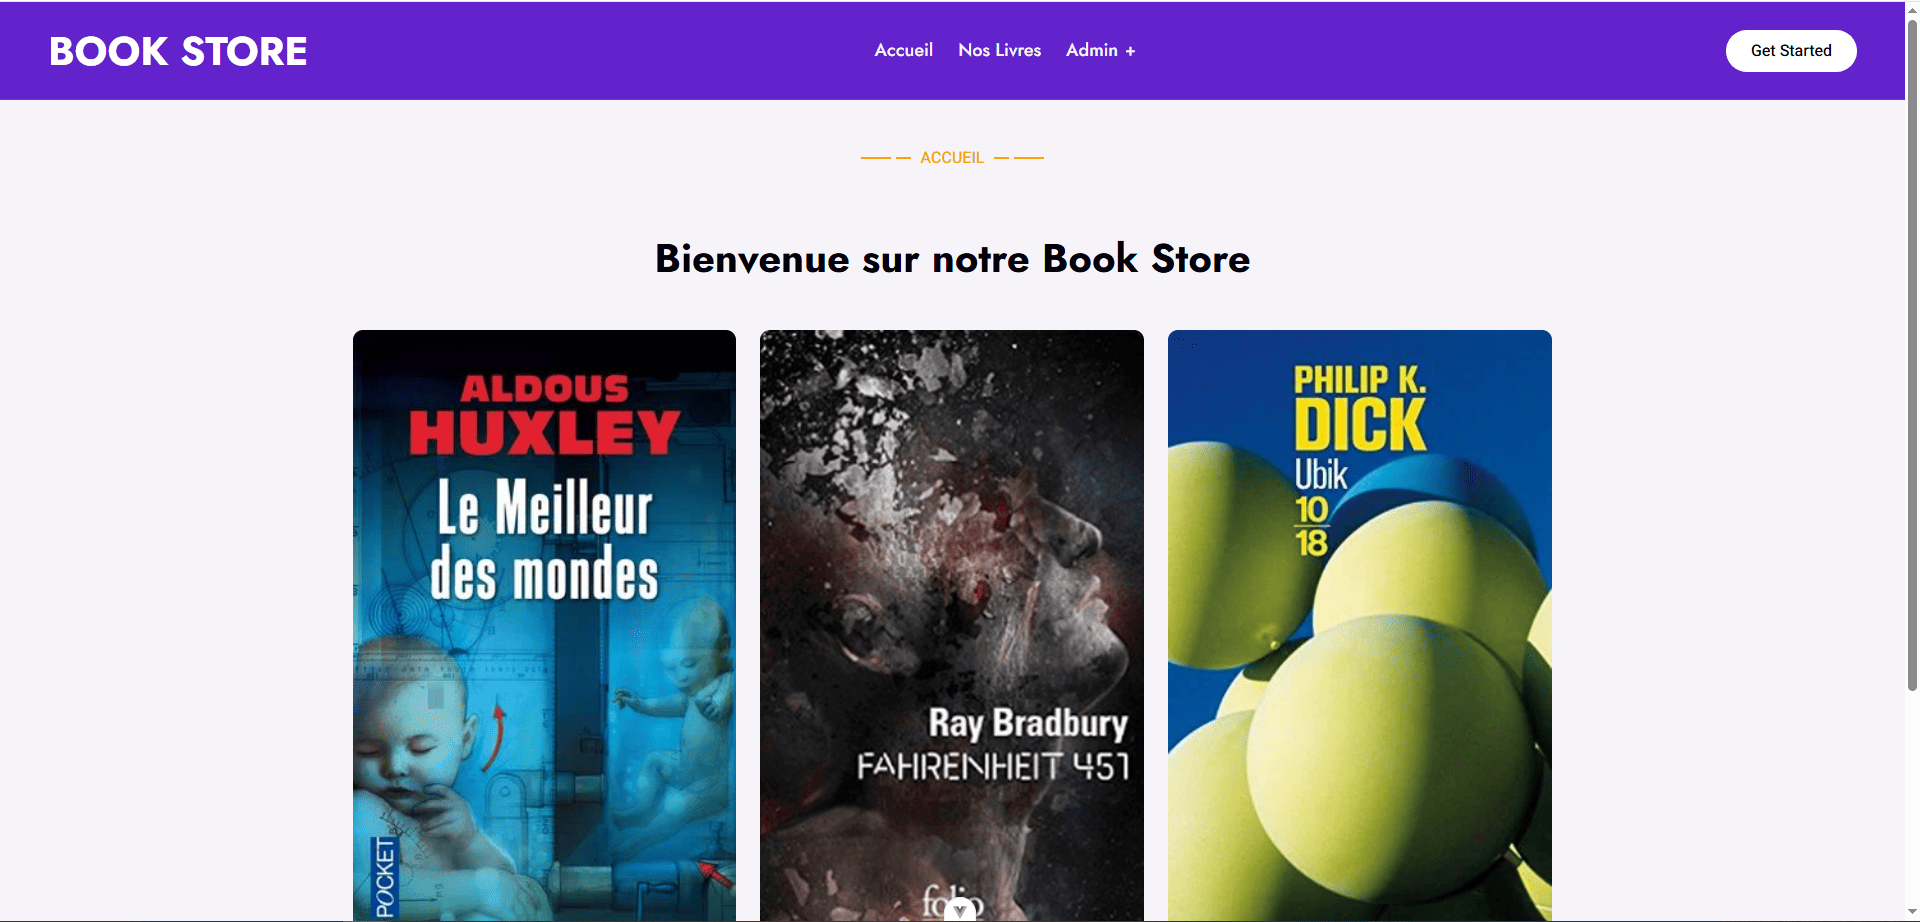 BOOK STORE
Accueil
Nos Livres
Admin +
Get Started
ACCUEIL
Bienvenue sur notre Book Store
ALDOUS
HUXLEY
Le Meilleur
des mondes
POCKET
Ray Bradbury
FAHRENHEIT 451
folio
PHILIP K.
DICK
Ubik
10
18